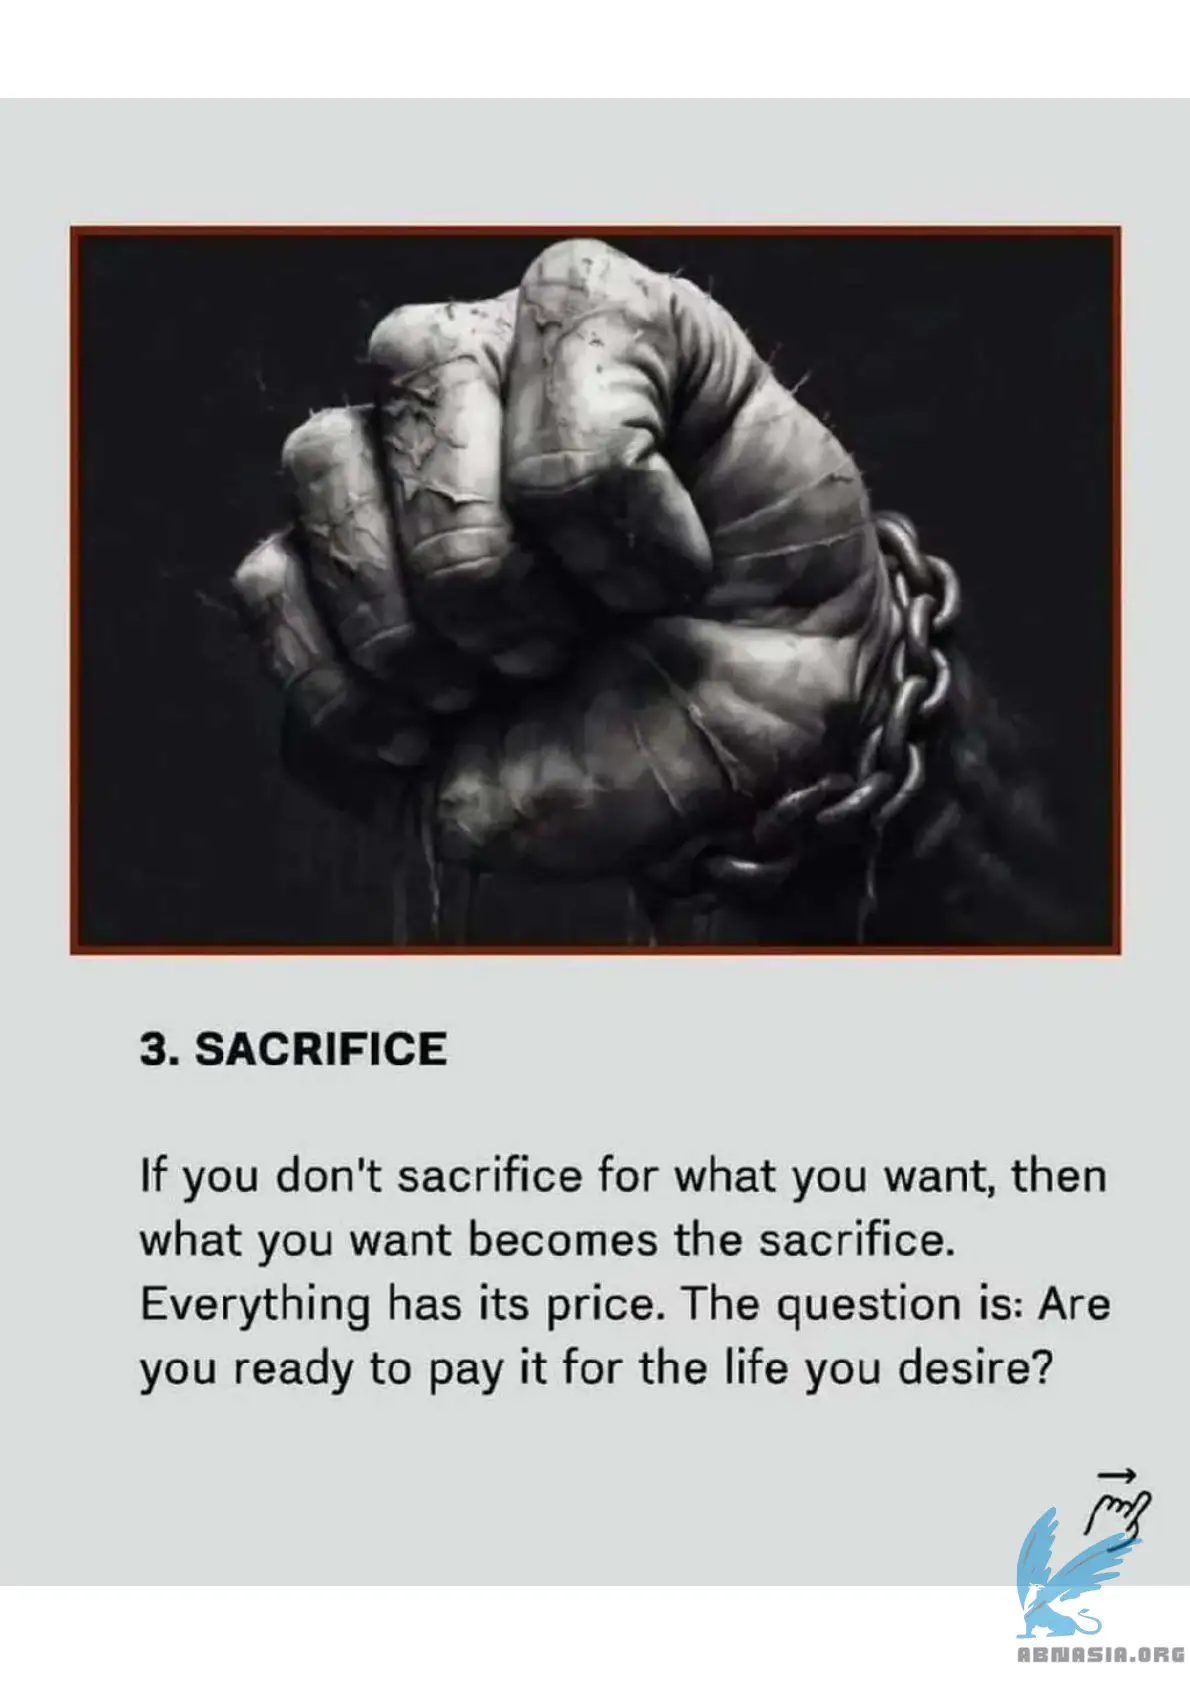 3. SACRIFICE
If you don't sacrifice for what you want, then
what you want becomes the sacrifice.
Everything has its price. The question is: Are
you ready to pay it for the life you desire?
ABNASIA.ORG